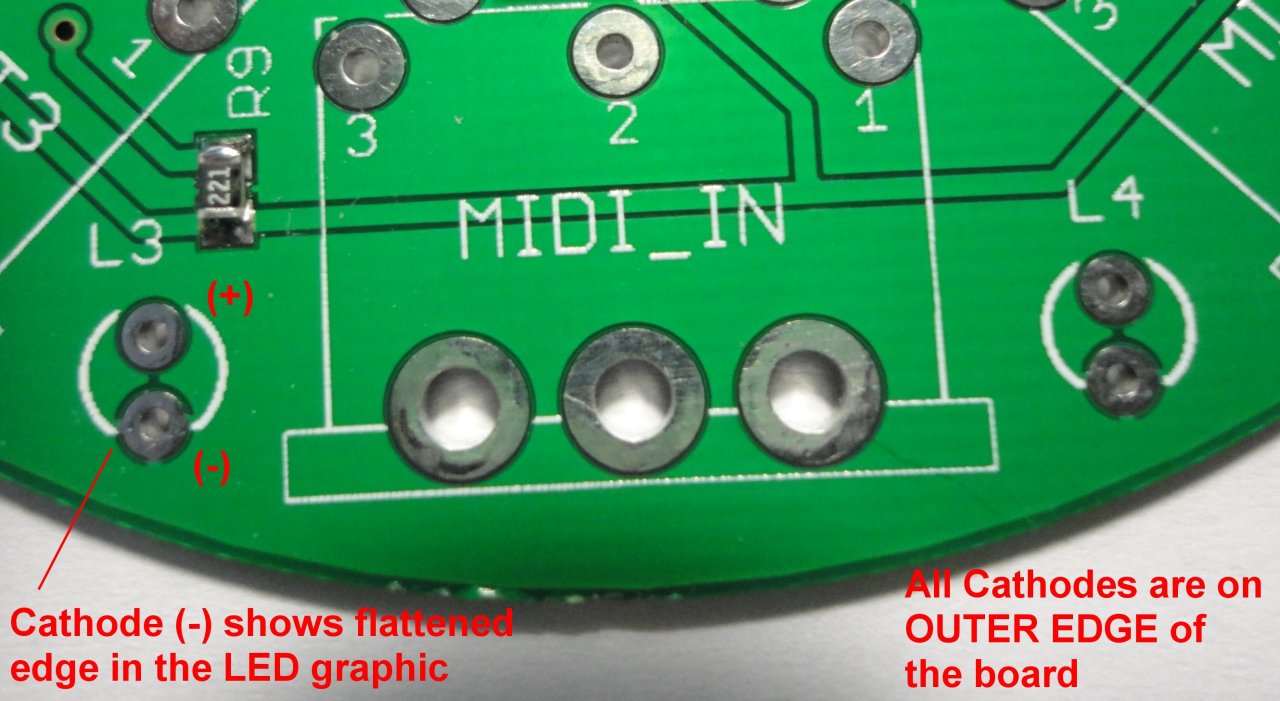 1
R9
3
2
1
5
221
MIDI_IN
L3
L4
(+)
(-)
Cathode (-) shows flattened
edge in the LED graphic
All Cathodes are on
OUTER EDGE of
the board